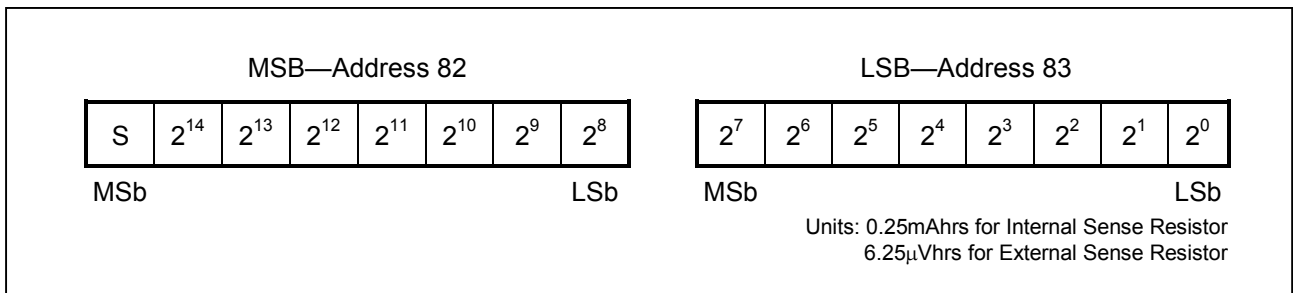 MSB—Address 82
LSB—Address 83
S 2^14 2^13 2^12 2^11 2^10 2^9 2^8
2^7 2^6 2^5 2^4 2^3 2^2 2^1 2^0
MSb LSb MSb LSb
Units: 0.25mAhrs for Internal Sense Resistor
6.25μVhrs for External Sense Resistor